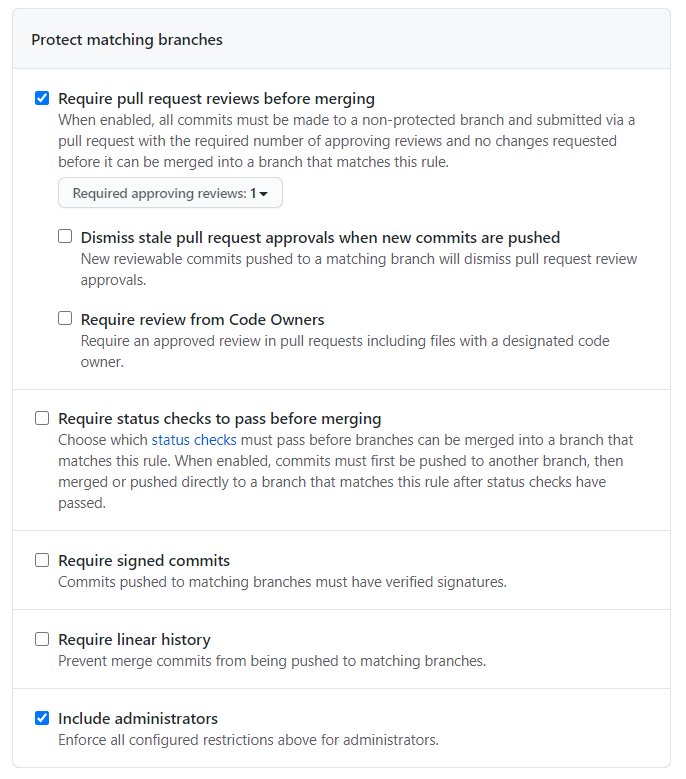 Protect matching branches
Require pull request reviews before merging
When enabled, all commits must be made to a non-protected branch and submitted via a
pull request with the required number of approving reviews and no changes requested
before it can be merged into a branch that matches this rule.
Required approving reviews: 1
Dismiss stale pull request approvals when new commits are pushed
New reviewable commits pushed to a matching branch will dismiss pull request review
approvals.
Require review from Code Owners
Require an approved review in pull requests including files with a designated code
owner.
Require status checks to pass before merging
Choose which status checks must pass before branches can be merged into a branch that
matches this rule. When enabled, commits must first be pushed to another branch, then
merged or pushed directly to a branch that matches this rule after status checks have
passed.
Require signed commits
Commits pushed to matching branches must have verified signatures.
Require linear history
Prevent merge commits from being pushed to matching branches.
Include administrators
Enforce all configured restrictions above for administrators.